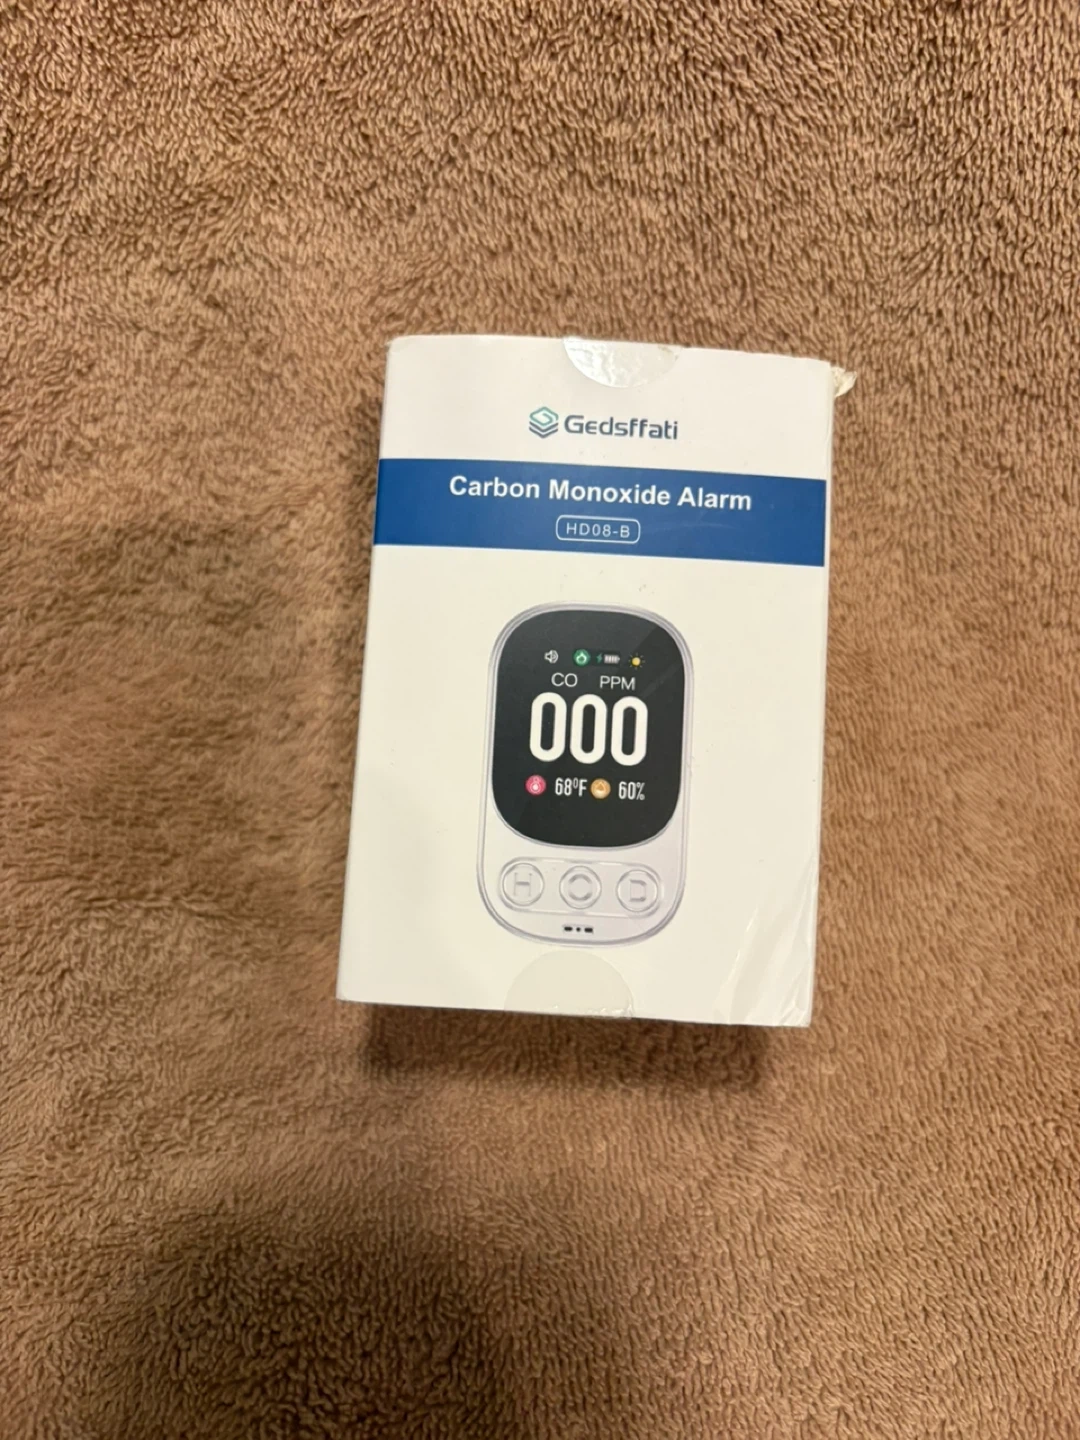 Gedsffati
Carbon Monoxide Alarm
HD08-B
CO PPM
000
68°F 60%
H O D